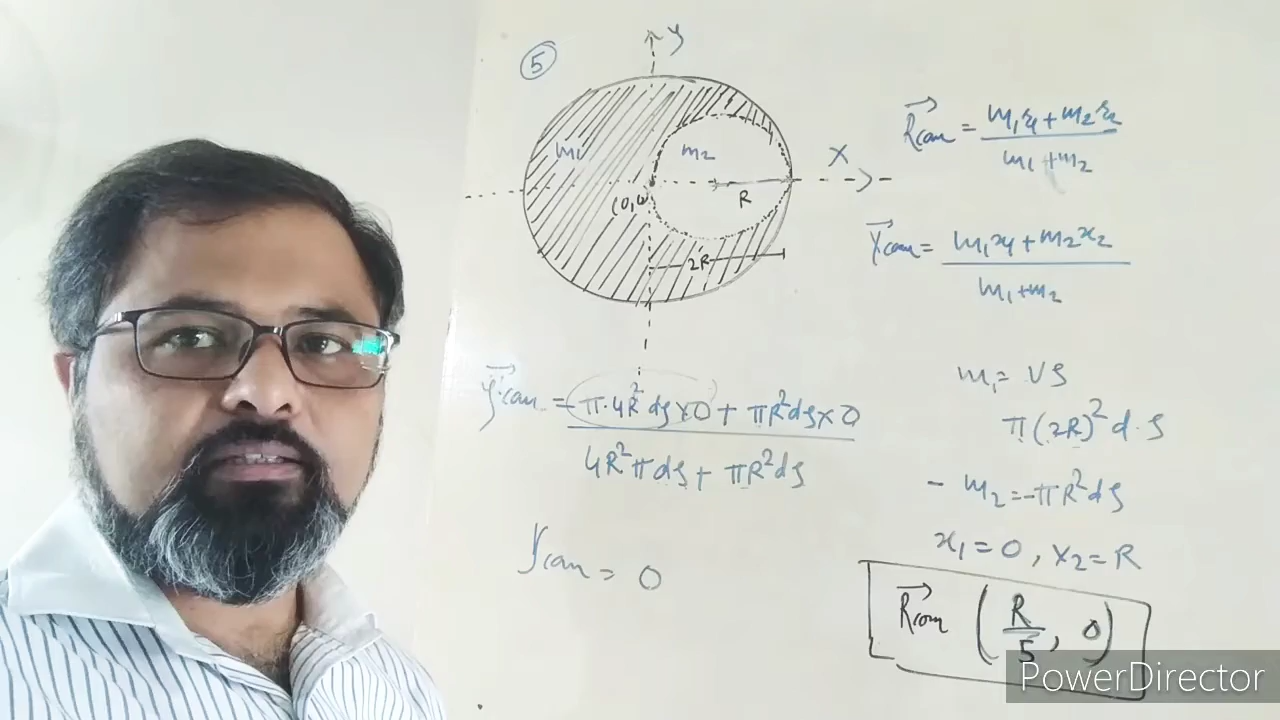 5
y
m1
m2
X
(0,0)
R
2R
R⃗com = m1r1 + m2r2 / m1 + m2
X⃗com = m1x1 + m2x2 / m1 + m2
m1 = Vρ
π(2R)² d·ρ
- m2 = -πR²dρ
x1 = 0, x2 = R
y⃗com = -π·4R²dρ×0 + πR²dρ×0 / 4R²πdρ + πR²dρ
ycom = 0
R⃗com (R/5, 0)
PowerDirector